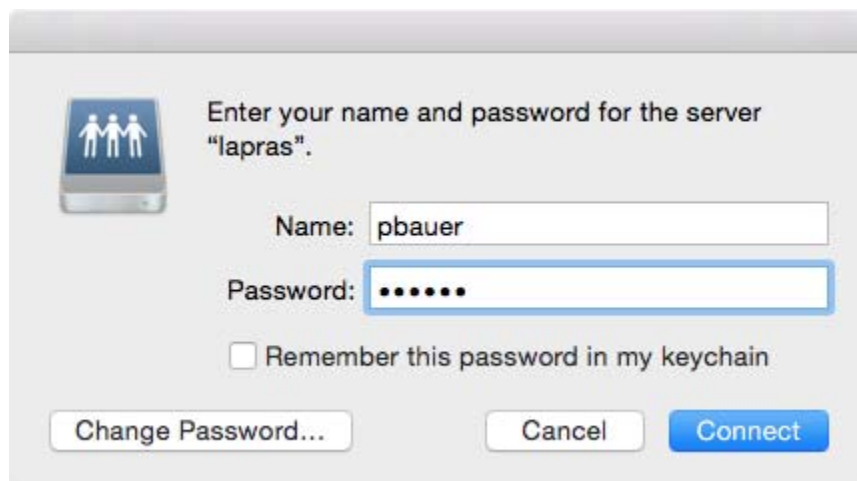 Enter your name and password for the server
“lapras”.
Name: pbauer
Password: ••••••
Remember this password in my keychain
Change Password... Cancel Connect